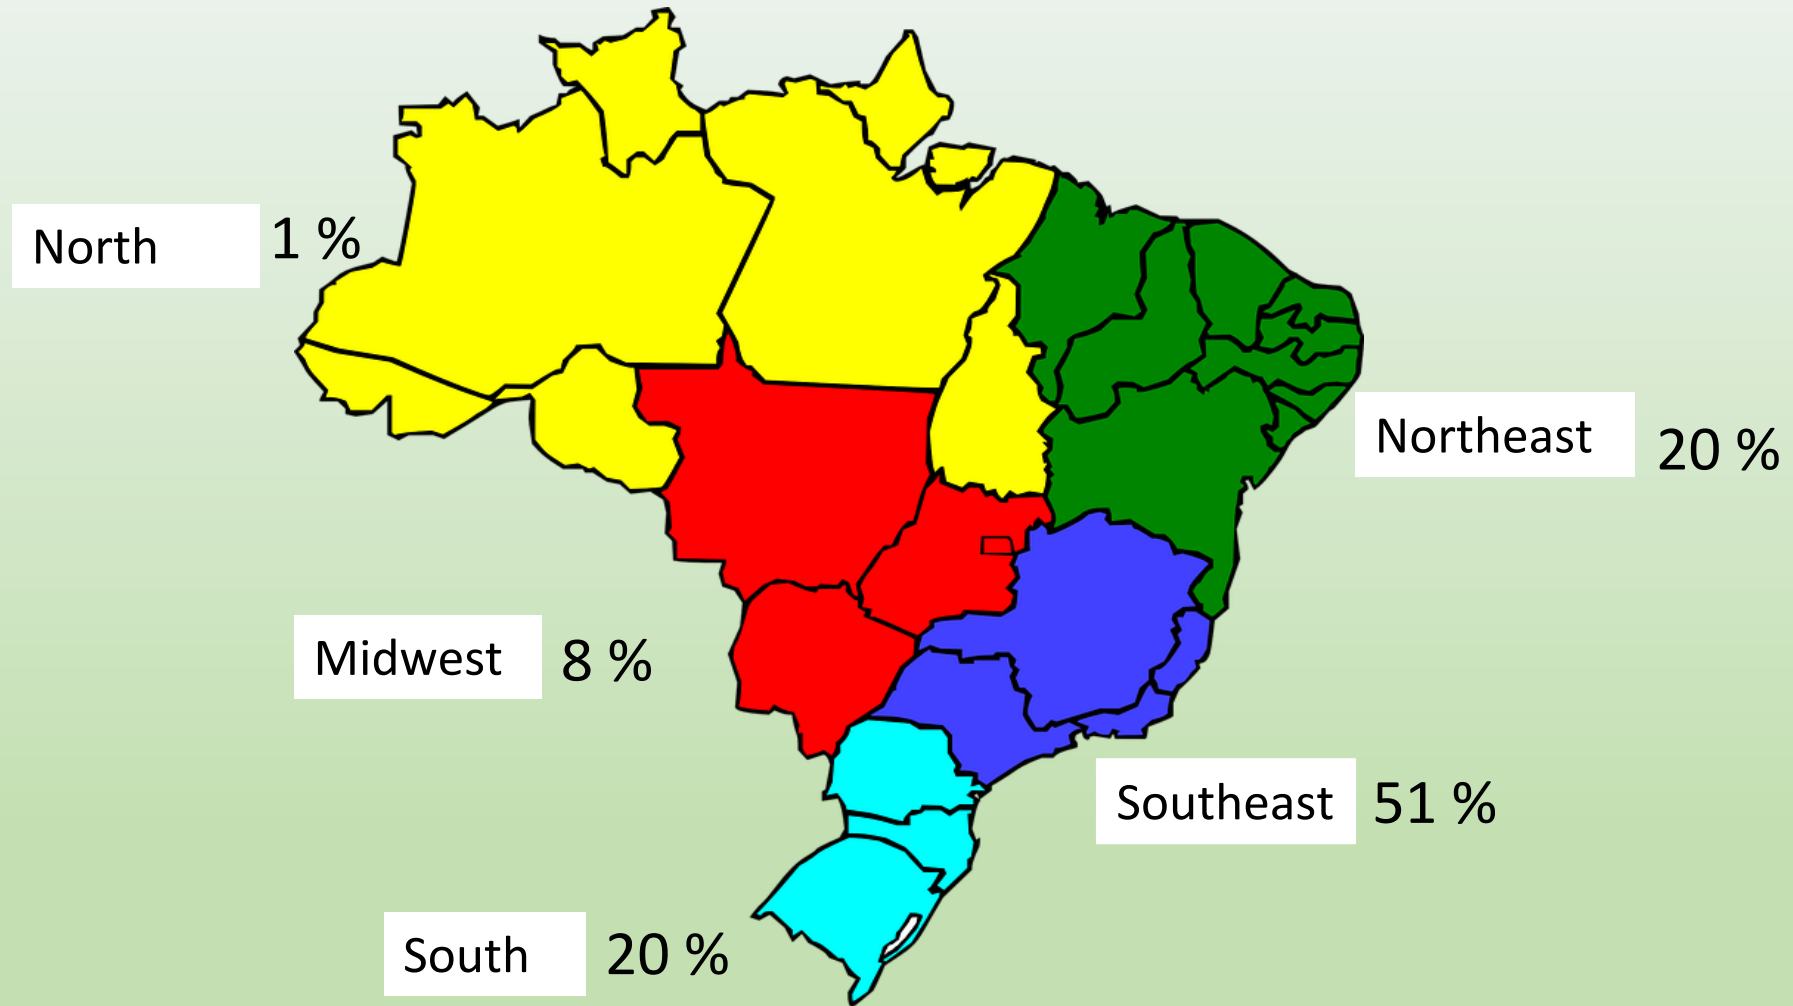 North 1 %
Northeast 20 %
Midwest 8 %
Southeast 51 %
South 20 %